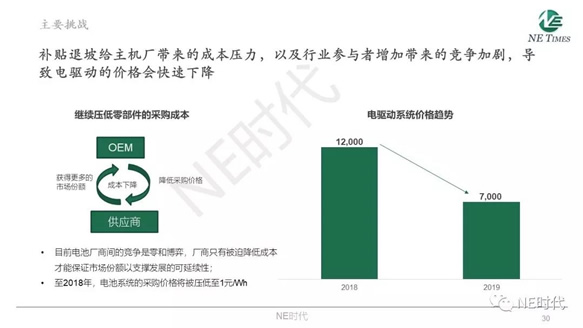 主要挑战
NE TIMES
补贴退坡给主机厂带来的成本压力，以及行业参与者增加带来的竞争加剧，导
致电驱动的价格会快速下降
继续压低零部件的采购成本
OEM
获得更多的
市场份额
成本下降
降低采购价格
供应商
• 目前电池厂商间的竞争是零和博弈，厂商只有被迫降低成本
才能保证市场份额以支撑发展的可延续性；
• 至2018年，电池系统的采购价格将被压低至1元/Wh
电驱动系统价格趋势
12,000
7,000
2018
2019
NE时代
NE时代
NE时代
30